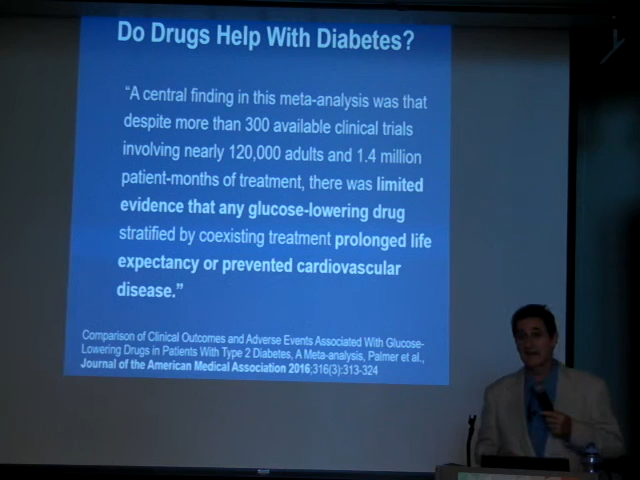 Do Drugs Help With Diabetes?
“A central finding in this meta-analysis was that
despite more than 300 available clinical trials
involving nearly 120,000 adults and 1.4 million
patient-months of treatment, there was limited
evidence that any glucose-lowering drug
stratified by coexisting treatment prolonged life
expectancy or prevented cardiovascular
disease.”
Comparison of Clinical Outcomes and Adverse Events Associated With Glucose-
Lowering Drugs in Patients With Type 2 Diabetes, A Meta-analysis, Palmer et al.,
Journal of the American Medical Association 2016;316(3):313-324